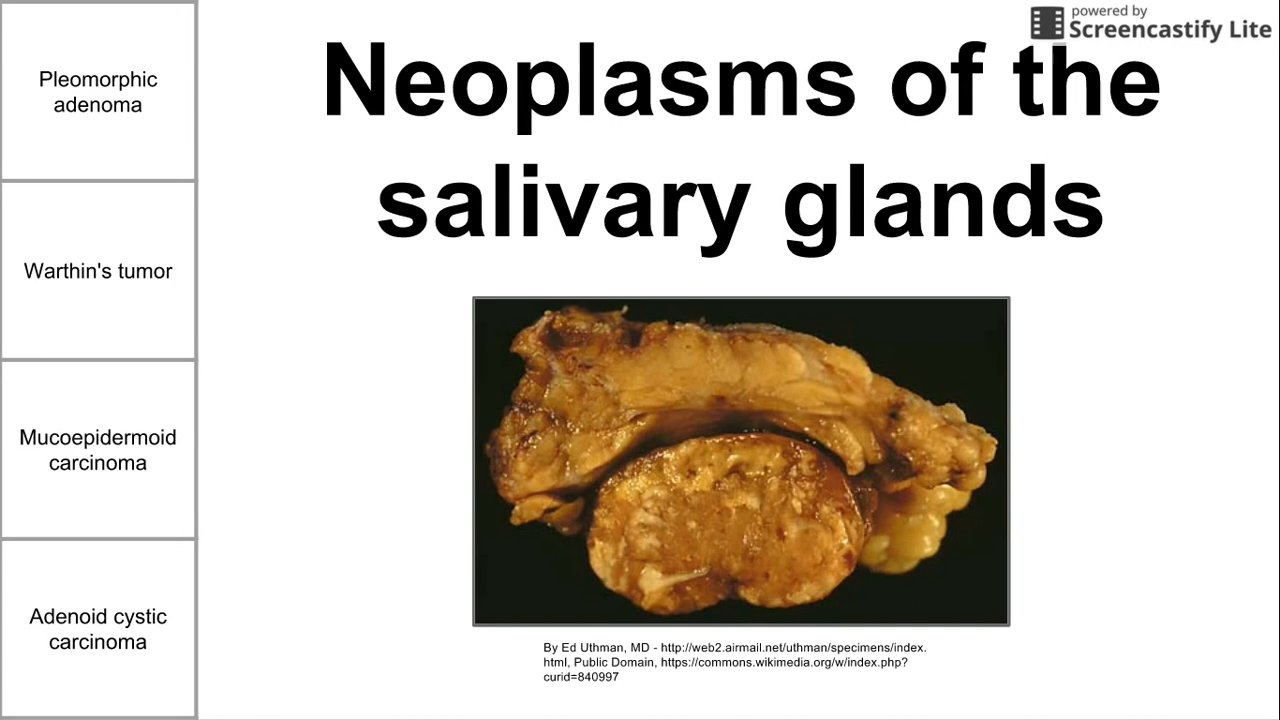 powered by
Screencastify Lite
Neoplasms of the
salivary glands
Pleomorphic
adenoma
Warthin's tumor
Mucoepidermoid
carcinoma
Adenoid cystic
carcinoma
By Ed Uthman, MD - http://web2.airmail.net/uthman/specimens/index.
html, Public Domain, https://commons.wikimedia.org/w/index.php?
curid=840997